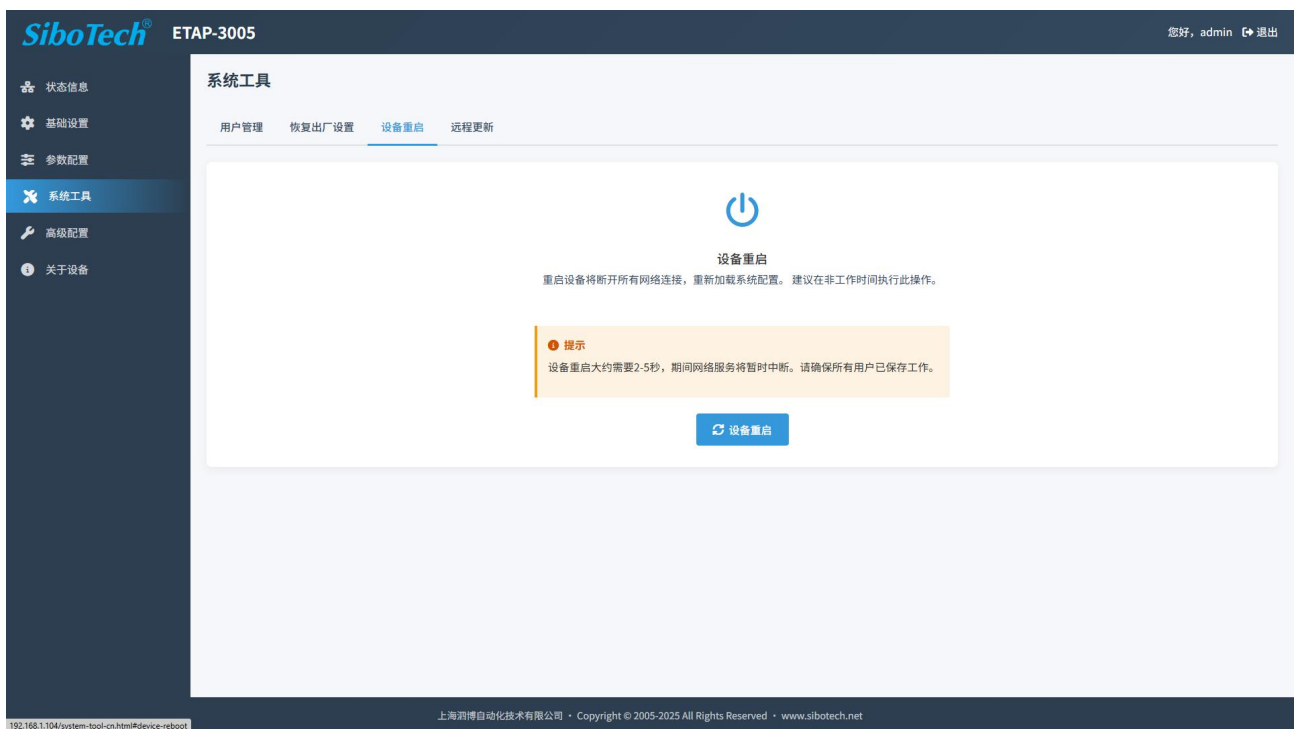 SiboTech® ETAP-3005
您好，admin 退出
状态信息
基础设置
参数配置
系统工具
高级配置
关于设备
系统工具
用户管理 恢复出厂设置 设备重启 远程更新
设备重启
重启设备将断开所有网络连接，重新加载系统配置。 建议在非工作时间执行此操作。
提示
设备重启大约需要2-5秒，期间网络服务将暂时中断。请确保所有用户已保存工作。
设备重启
上海泗博自动化技术有限公司 · Copyright © 2005-2025 All Rights Reserved · www.sibotech.net
192.168.1.104/system-tool-cn.html#device-reboot